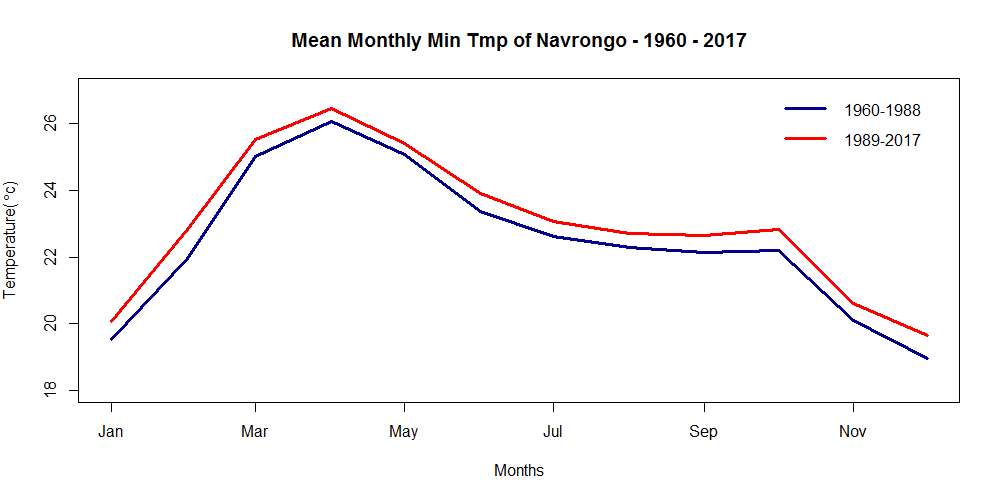 Mean Monthly Min Tmp of Navrongo - 1960 - 2017
1960-1988
1989-2017
Temperature( °c)
26
24
22
20
18
Jan Mar May Jul Sep Nov
Months